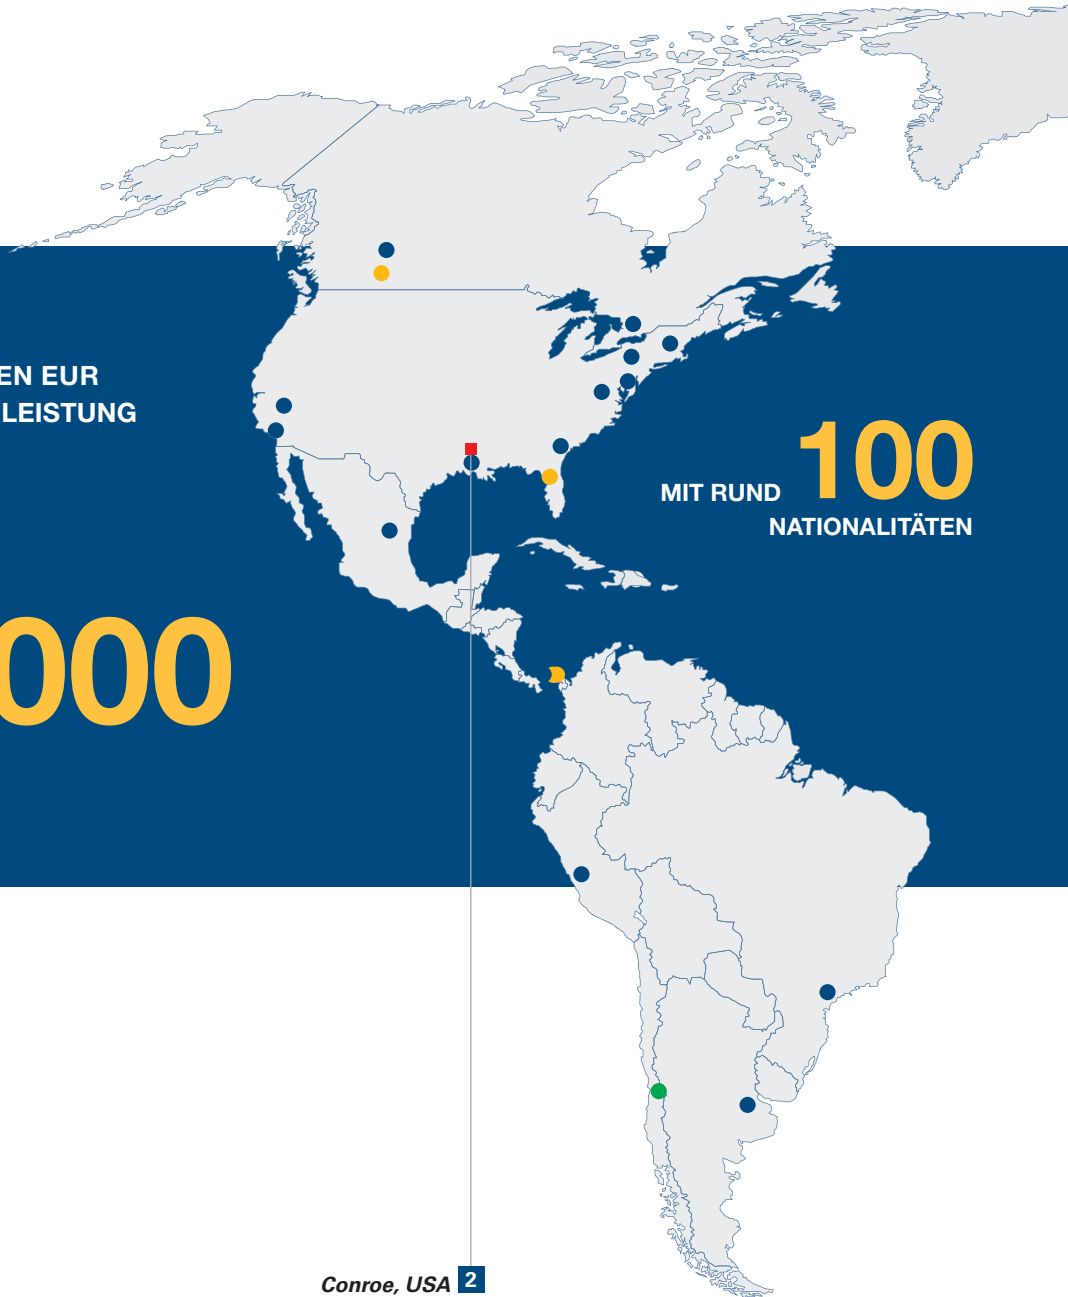 EN EUR
LEISTUNG
100
MIT RUND
NATIONALITÄTEN
000
Conroe, USA 2